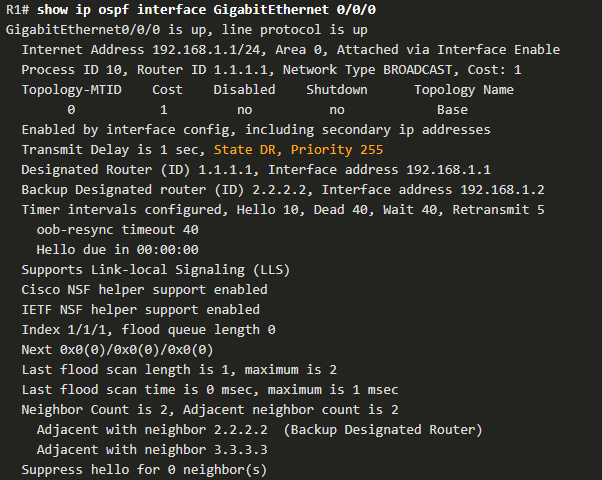 R1# show ip ospf interface GigabitEthernet 0/0/0
GigabitEthernet0/0/0 is up, line protocol is up
Internet Address 192.168.1.1/24, Area 0, Attached via Interface Enable
Process ID 10, Router ID 1.1.1.1, Network Type BROADCAST, Cost: 1
Topology-MTID Cost Disabled Shutdown Topology Name
0 1 no no Base
Enabled by interface config, including secondary ip addresses
Transmit Delay is 1 sec, State DR, Priority 255
Designated Router (ID) 1.1.1.1, Interface address 192.168.1.1
Backup Designated router (ID) 2.2.2.2, Interface address 192.168.1.2
Timer intervals configured, Hello 10, Dead 40, Wait 40, Retransmit 5
oob-resync timeout 40
Hello due in 00:00:00
Supports Link-local Signaling (LLS)
Cisco NSF helper support enabled
IETF NSF helper support enabled
Index 1/1/1, flood queue length 0
Next 0x0(0)/0x0(0)/0x0(0)
Last flood scan length is 1, maximum is 2
Last flood scan time is 0 msec, maximum is 1 msec
Neighbor Count is 2, Adjacent neighbor count is 2
Adjacent with neighbor 2.2.2.2 (Backup Designated Router)
Adjacent with neighbor 3.3.3.3
Suppress hello for 0 neighbor(s)